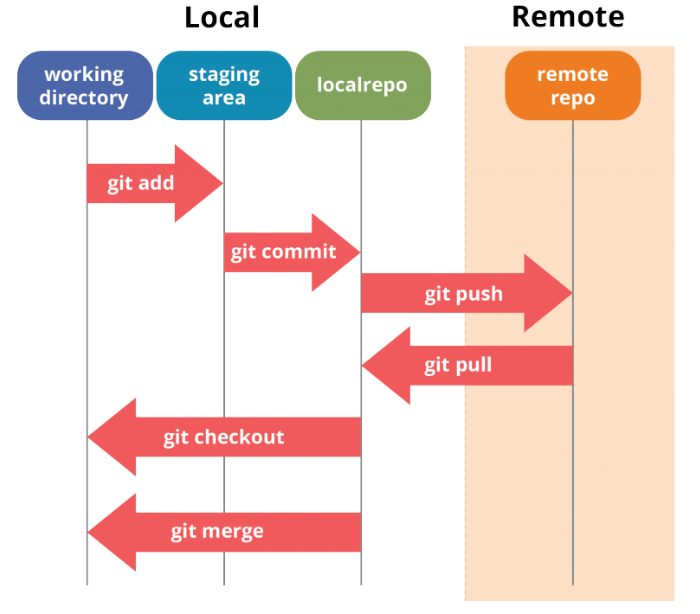 Local
Remote
working
directory
staging
area
localrepo
remote
repo
git add
git commit
git push
git pull
git checkout
git merge